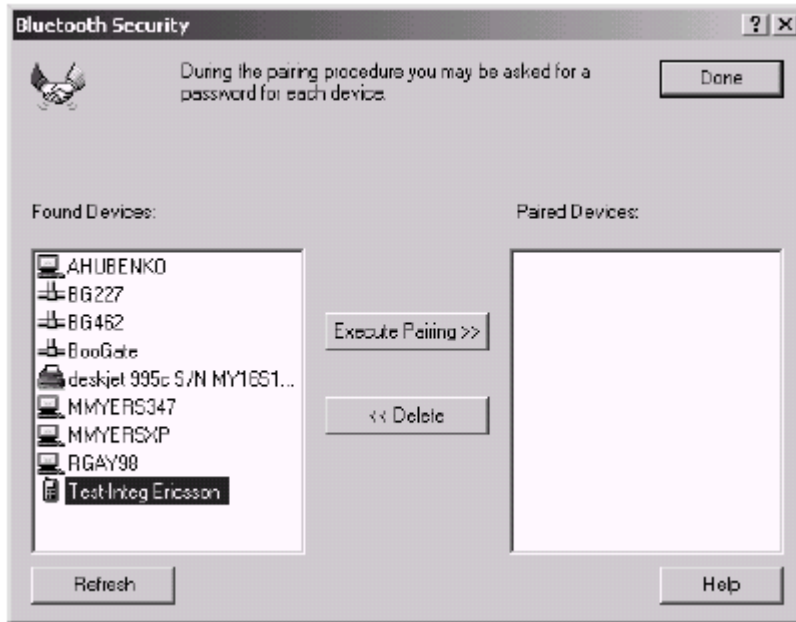 Bluetooth Security
During the pairing procedure you may be asked for a
password for each device.
Done
Found Devices:
Paired Devices:
AHUBENKO
BG227
BG462
BooGate
deskjet 995c S/N MY16S1...
MMYERS347
MMYERSXP
RGAY98
Test-Integ Ericsson
Execute Pairing >>
<< Delete
Refresh
Help